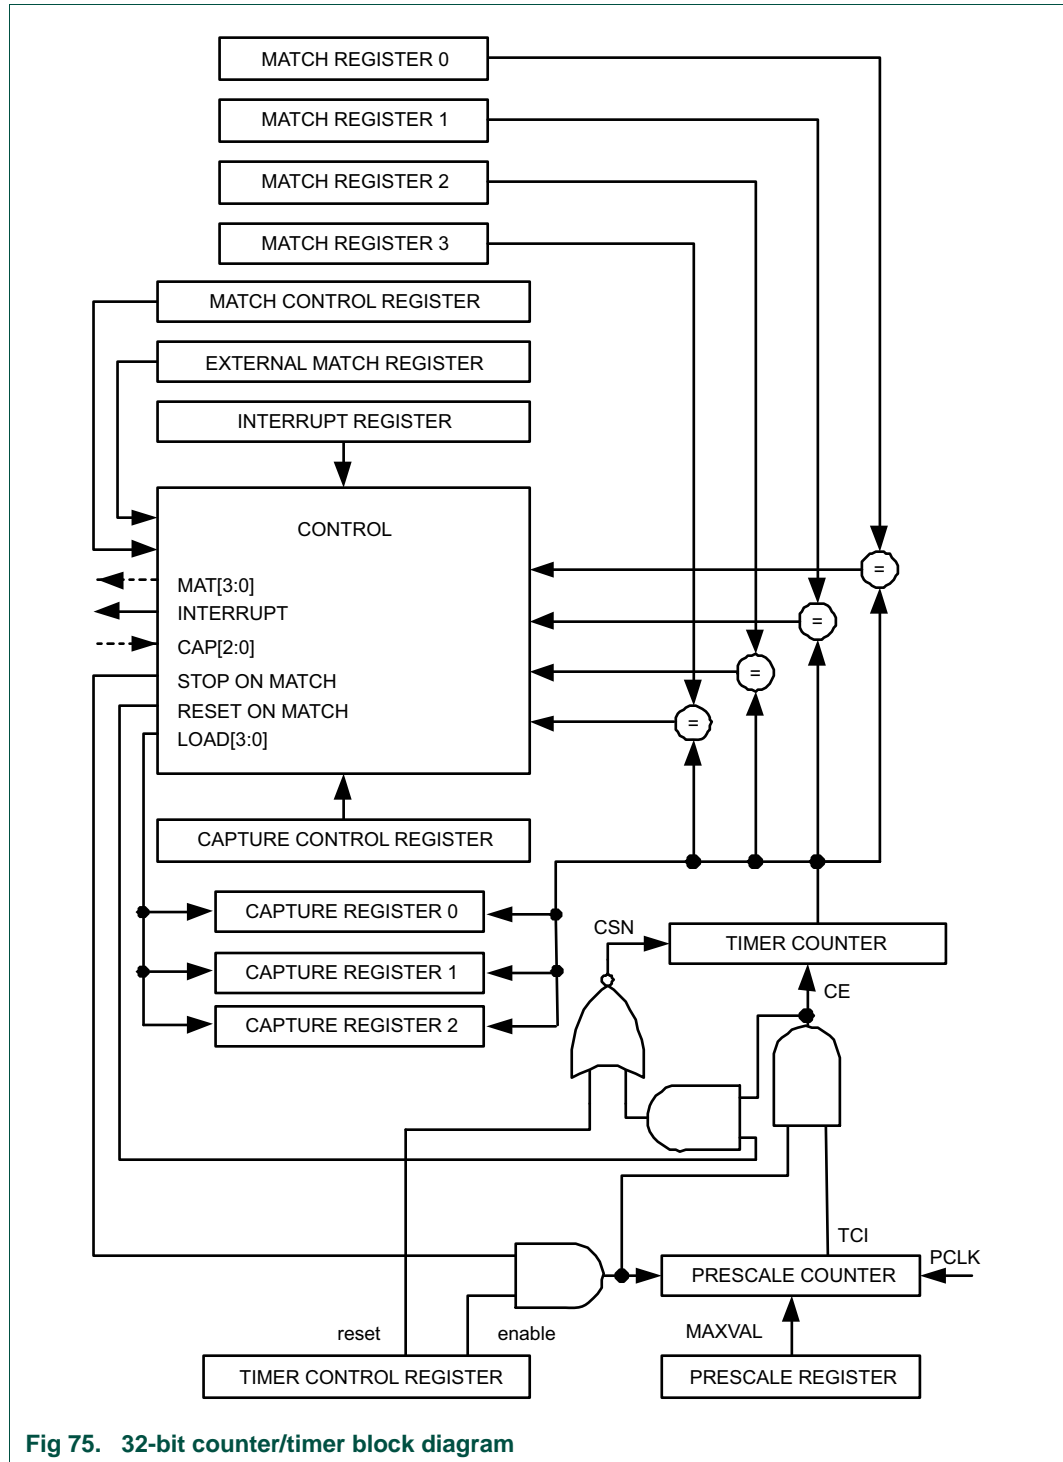 MATCH REGISTER 0
MATCH REGISTER 1
MATCH REGISTER 2
MATCH REGISTER 3
MATCH CONTROL REGISTER
EXTERNAL MATCH REGISTER
INTERRUPT REGISTER
CONTROL
=
MAT[3:0]
INTERRUPT
=
CAP[2:0]
STOP ON MATCH
=
RESET ON MATCH
=
LOAD[3:0]
CAPTURE CONTROL REGISTER
CAPTURE REGISTER 0
CSN
TIMER COUNTER
CAPTURE REGISTER 1
CE
CAPTURE REGISTER 2
TCI
PCLK
PRESCALE COUNTER
reset
enable
MAXVAL
TIMER CONTROL REGISTER
PRESCALE REGISTER
Fig 75. 32-bit counter/timer block diagram